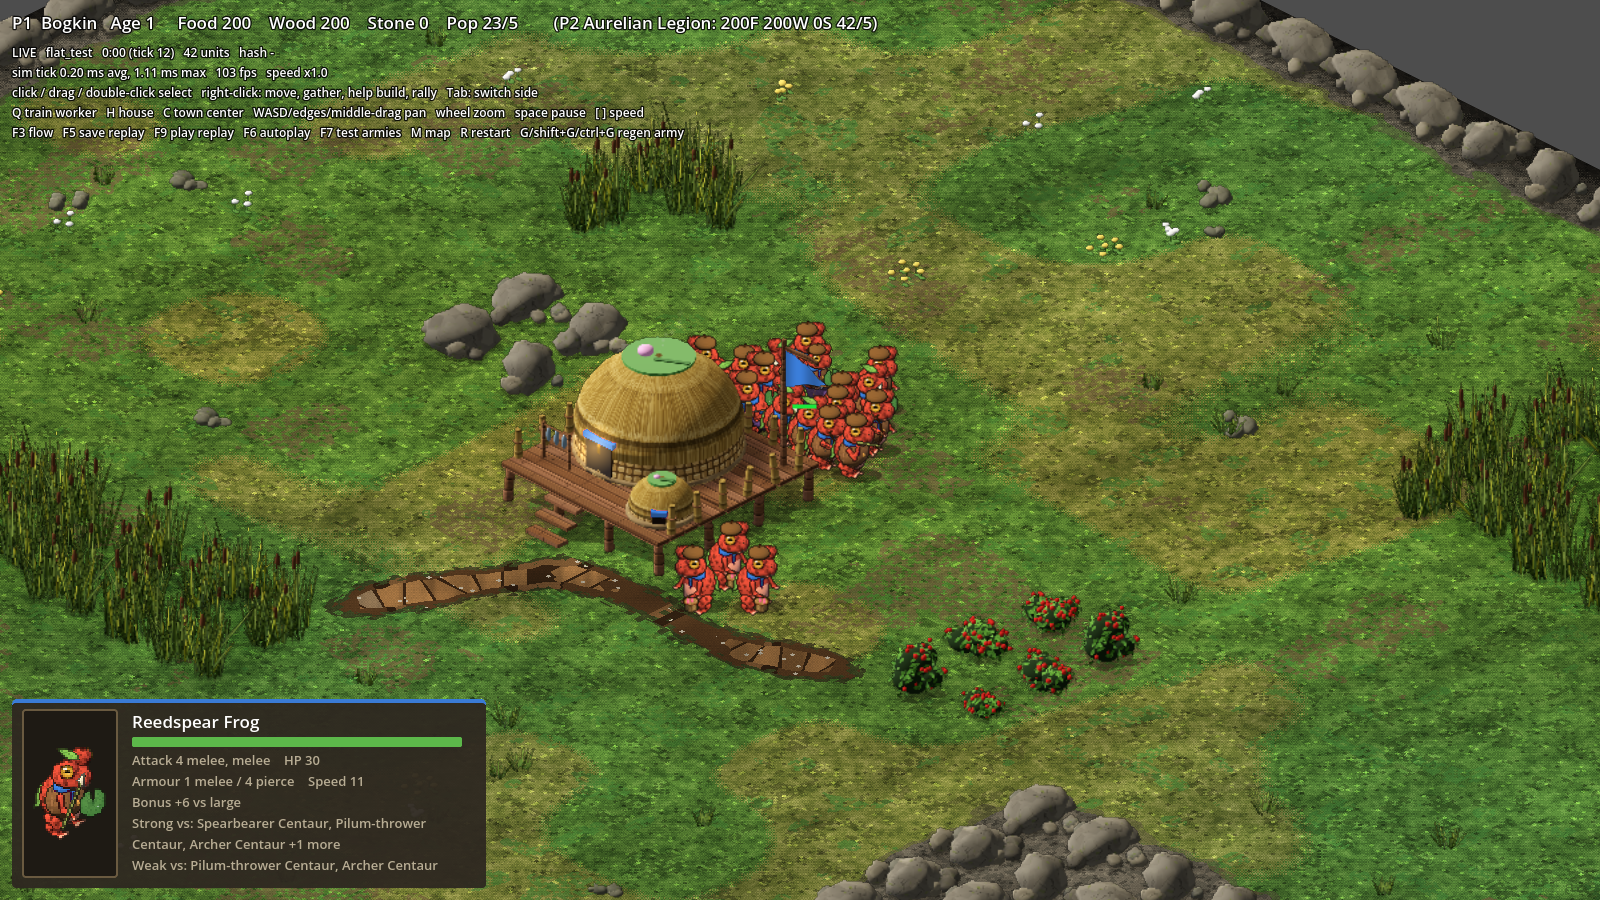 P1 Bogkin Age 1 Food 200 Wood 200 Stone 0 Pop 23/5 (P2 Aurelian Legion: 200F 200W 0S 42/5)
LIVE flat_test 0:00 (tick 12) 42 units hash -
sim tick 0.20 ms avg, 1.11 ms max 103 fps speed x1.0
click / drag / double-click select right-click: move, gather, help build, rally Tab: switch side
Q train worker H house C town center WASD/edges/middle-drag pan wheel zoom space pause [ ] speed
F3 flow F5 save replay F9 play replay F6 autoplay F7 test armies M map R restart G/shift+G/ctrl+G regen army
Reedspear Frog
Attack 4 melee, melee HP 30
Armour 1 melee / 4 pierce Speed 11
Bonus +6 vs large
Strong vs: Spearbearer Centaur, Pilum-thrower
Centaur, Archer Centaur +1 more
Weak vs: Pilum-thrower Centaur, Archer Centaur